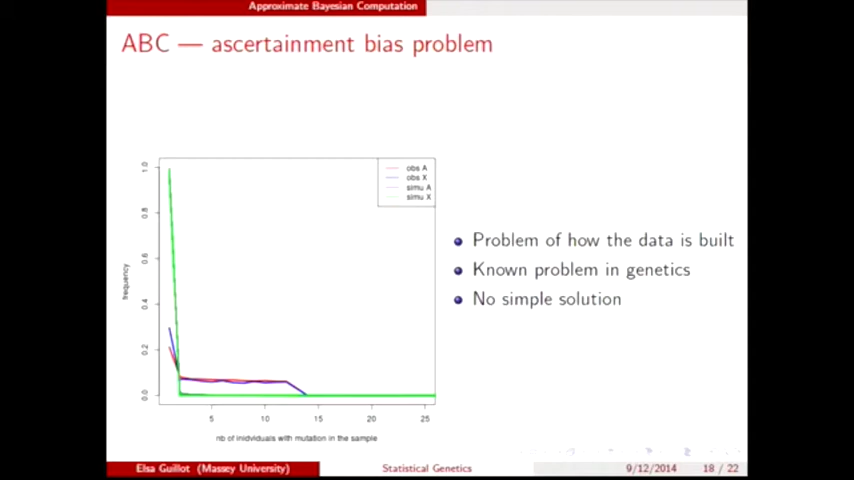 Approximate Bayesian Computation
ABC — ascertainment bias problem
obs A
obs X
simu A
simu X
1.0
0.8
0.6
0.4
0.2
0.0
frequency
5 10 15 20 25
nb of inidviduals with mutation in the sample
Problem of how the data is built
Known problem in genetics
No simple solution
Elsa Guillot (Massey University) Statistical Genetics 9/12/2014 18 / 22